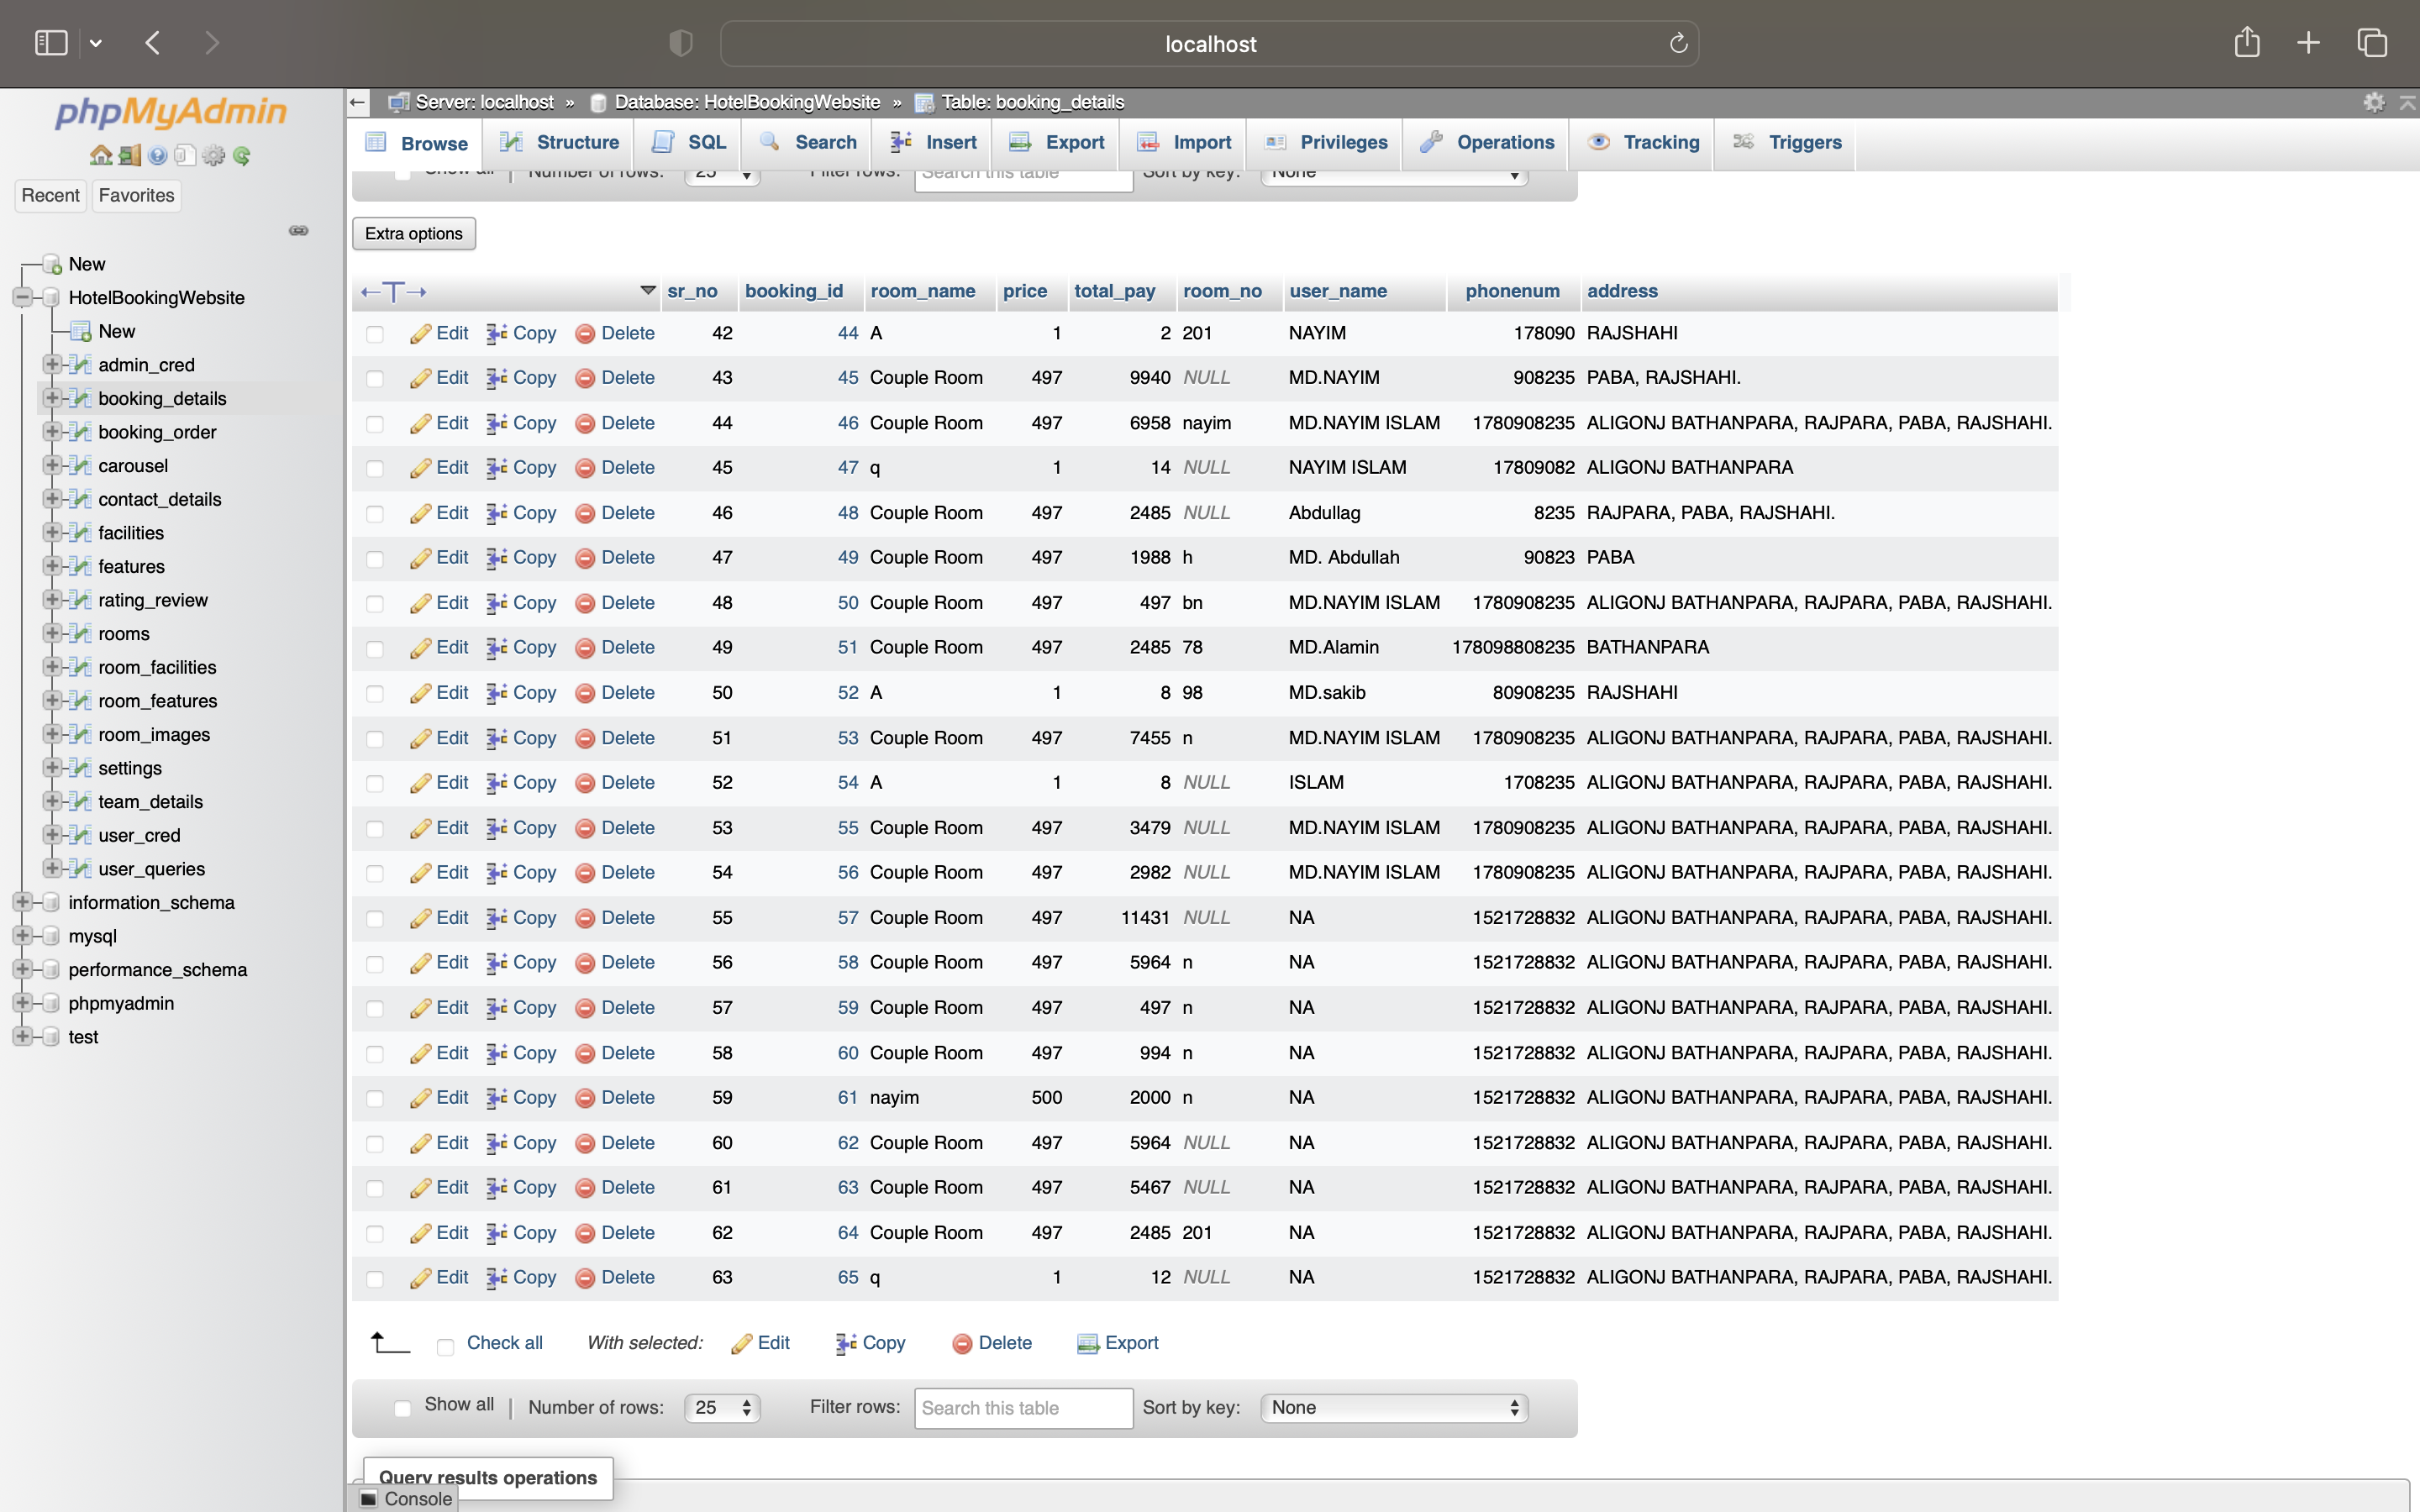 localhost
phpMyAdmin
Recent Favorites
New
HotelBookingWebsite
New
admin_cred
booking_details
booking_order
carousel
contact_details
facilities
features
rating_review
rooms
room_facilities
room_features
room_images
settings
team_details
user_cred
user_queries
information_schema
mysql
performance_schema
phpmyadmin
test
Server: localhost » Database: HotelBookingWebsite » Table: booking_details
Browse Structure SQL Search Insert Export Import Privileges Operations Tracking Triggers
Show all | Number of rows: 25 Filter rows: Search this table Sort by key: None
Extra options
←T→ sr_no booking_id room_name price total_pay room_no user_name phonenum address
Edit Copy Delete 42 44 A 1 2 201 NAYIM 178090 RAJSHAHI
Edit Copy Delete 43 45 Couple Room 497 9940 NULL MD.NAYIM 908235 PABA, RAJSHAHI.
Edit Copy Delete 44 46 Couple Room 497 6958 nayim MD.NAYIM ISLAM 1780908235 ALIGONJ BATHANPARA, RAJPARA, PABA, RAJSHAHI.
Edit Copy Delete 45 47 q 1 14 NULL NAYIM ISLAM 17809082 ALIGONJ BATHANPARA
Edit Copy Delete 46 48 Couple Room 497 2485 NULL Abdullag 8235 RAJPARA, PABA, RAJSHAHI.
Edit Copy Delete 47 49 Couple Room 497 1988 h MD. Abdullah 90823 PABA
Edit Copy Delete 48 50 Couple Room 497 497 bn MD.NAYIM ISLAM 1780908235 ALIGONJ BATHANPARA, RAJPARA, PABA, RAJSHAHI.
Edit Copy Delete 49 51 Couple Room 497 2485 78 MD.Alamin 178098808235 BATHANPARA
Edit Copy Delete 50 52 A 1 8 98 MD.sakib 80908235 RAJSHAHI
Edit Copy Delete 51 53 Couple Room 497 7455 n MD.NAYIM ISLAM 1780908235 ALIGONJ BATHANPARA, RAJPARA, PABA, RAJSHAHI.
Edit Copy Delete 52 54 A 1 8 NULL ISLAM 1708235 ALIGONJ BATHANPARA, RAJPARA, PABA, RAJSHAHI.
Edit Copy Delete 53 55 Couple Room 497 3479 NULL MD.NAYIM ISLAM 1780908235 ALIGONJ BATHANPARA, RAJPARA, PABA, RAJSHAHI.
Edit Copy Delete 54 56 Couple Room 497 2982 NULL MD.NAYIM ISLAM 1780908235 ALIGONJ BATHANPARA, RAJPARA, PABA, RAJSHAHI.
Edit Copy Delete 55 57 Couple Room 497 11431 NULL NA 1521728832 ALIGONJ BATHANPARA, RAJPARA, PABA, RAJSHAHI.
Edit Copy Delete 56 58 Couple Room 497 5964 n NA 1521728832 ALIGONJ BATHANPARA, RAJPARA, PABA, RAJSHAHI.
Edit Copy Delete 57 59 Couple Room 497 497 n NA 1521728832 ALIGONJ BATHANPARA, RAJPARA, PABA, RAJSHAHI.
Edit Copy Delete 58 60 Couple Room 497 994 n NA 1521728832 ALIGONJ BATHANPARA, RAJPARA, PABA, RAJSHAHI.
Edit Copy Delete 59 61 nayim 500 2000 n NA 1521728832 ALIGONJ BATHANPARA, RAJPARA, PABA, RAJSHAHI.
Edit Copy Delete 60 62 Couple Room 497 5964 NULL NA 1521728832 ALIGONJ BATHANPARA, RAJPARA, PABA, RAJSHAHI.
Edit Copy Delete 61 63 Couple Room 497 5467 NULL NA 1521728832 ALIGONJ BATHANPARA, RAJPARA, PABA, RAJSHAHI.
Edit Copy Delete 62 64 Couple Room 497 2485 201 NA 1521728832 ALIGONJ BATHANPARA, RAJPARA, PABA, RAJSHAHI.
Edit Copy Delete 63 65 q 1 12 NULL NA 1521728832 ALIGONJ BATHANPARA, RAJPARA, PABA, RAJSHAHI.
Check all With selected: Edit Copy Delete Export
Show all | Number of rows: 25 Filter rows: Search this table Sort by key: None
Query results operations
Console